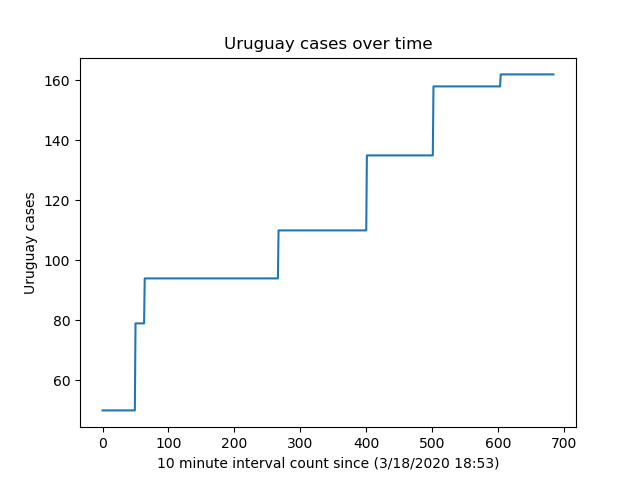 Uruguay cases over time
Uruguay cases
160
140
120
100
80
60
0 100 200 300 400 500 600 700
10 minute interval count since (3/18/2020 18:53)